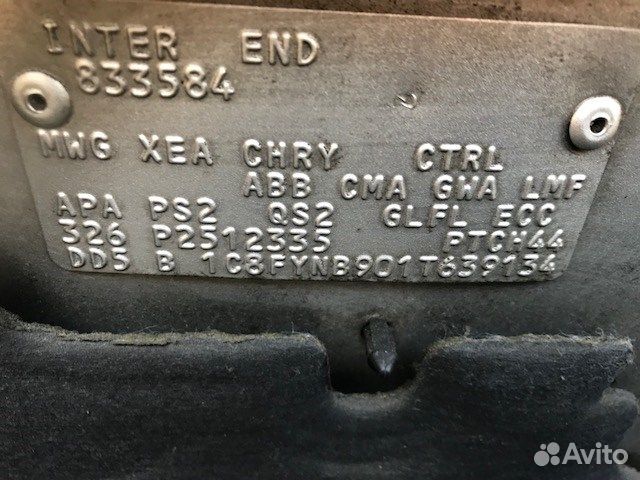 INTER END
833584
MWG XEA CHRY CTRL
ABB CMA GWA LMF
APA PS2 QS2 GLFL ECC
326 P2512335 PTCH44
DD5 B 1C8FYNB901T639134
Avito